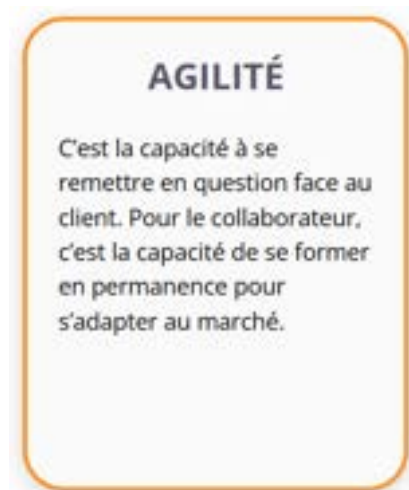 AGILITÉ
C'est la capacité à se
remettre en question face au
client. Pour le collaborateur,
c'est la capacité de se former
en permanence pour
s'adapter au marché.